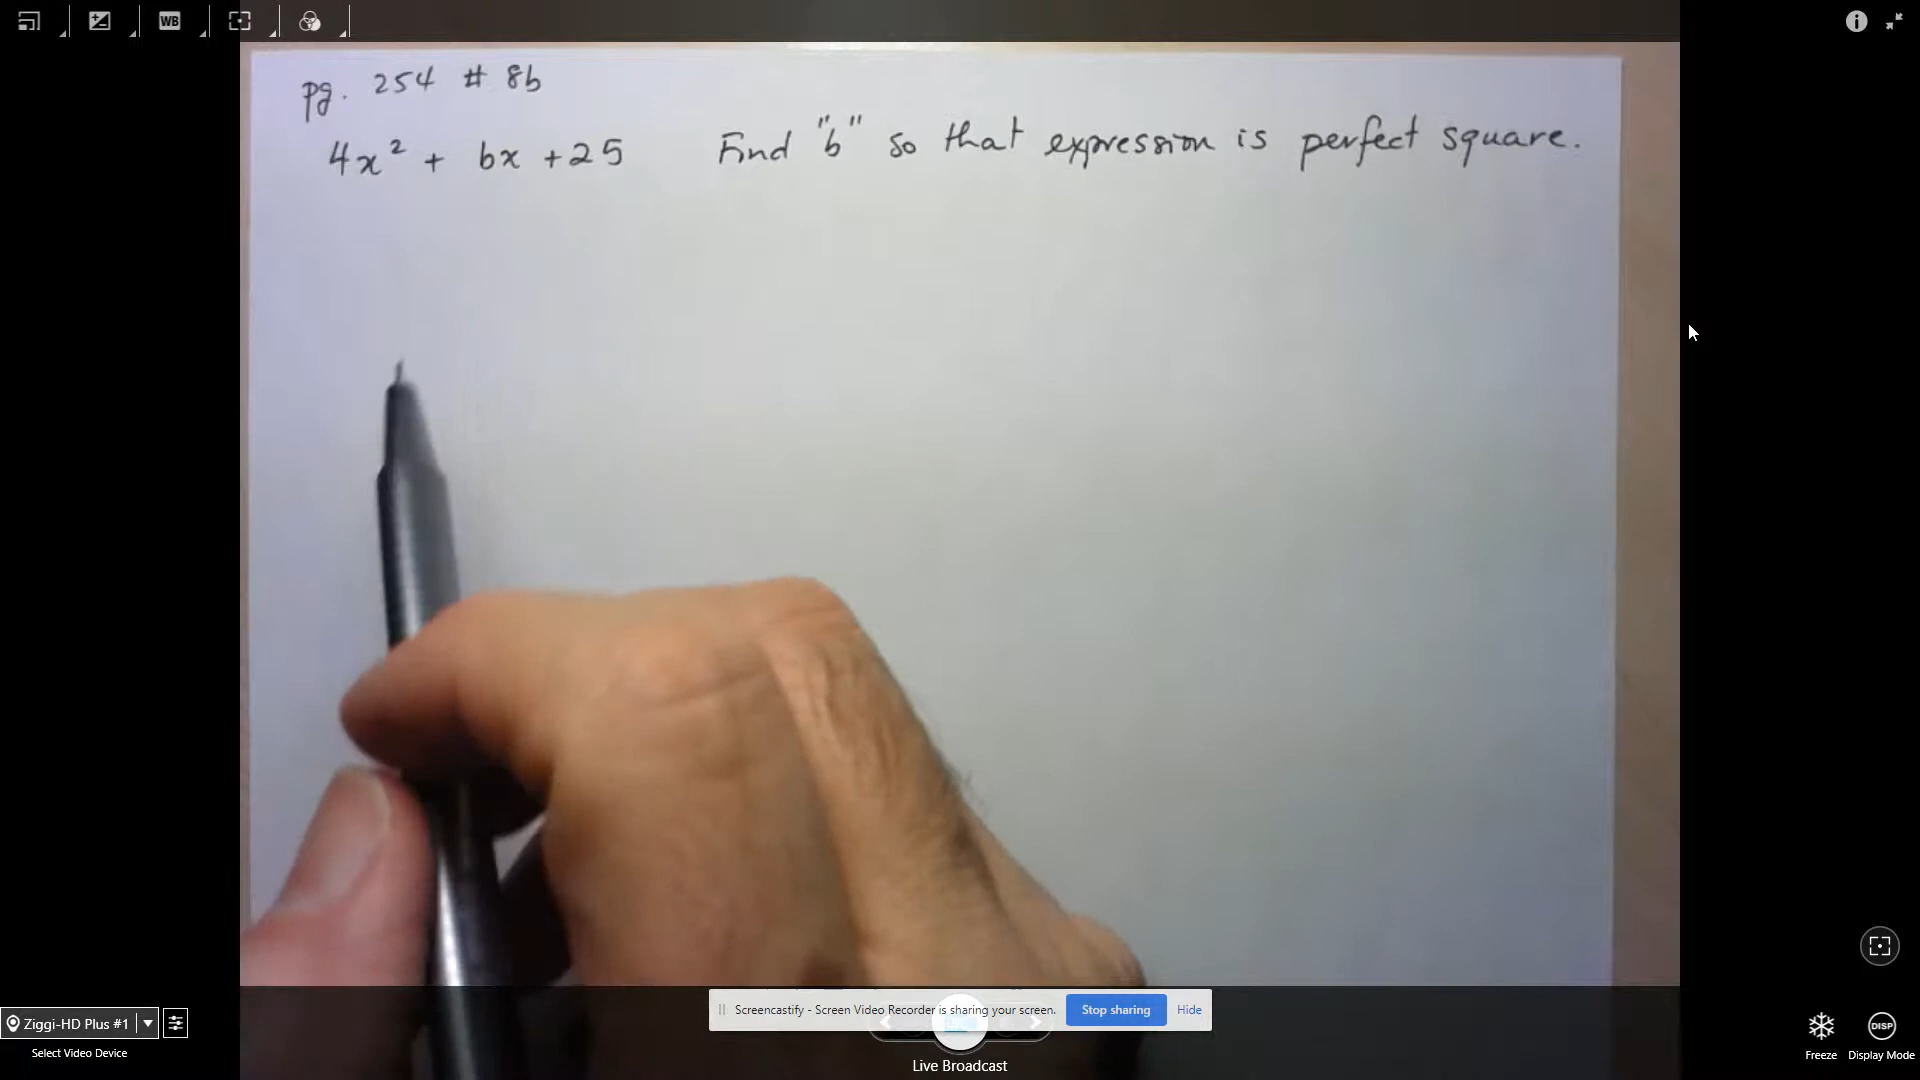 WB
pg. 254 # 8b
4x² + bx + 25 Find "b" so that expression is perfect square.
Ziggi-HD Plus #1
Select Video Device
Screencastify - Screen Video Recorder is sharing your screen. Stop sharing Hide
Live Broadcast
Freeze
DISP
Display Mode